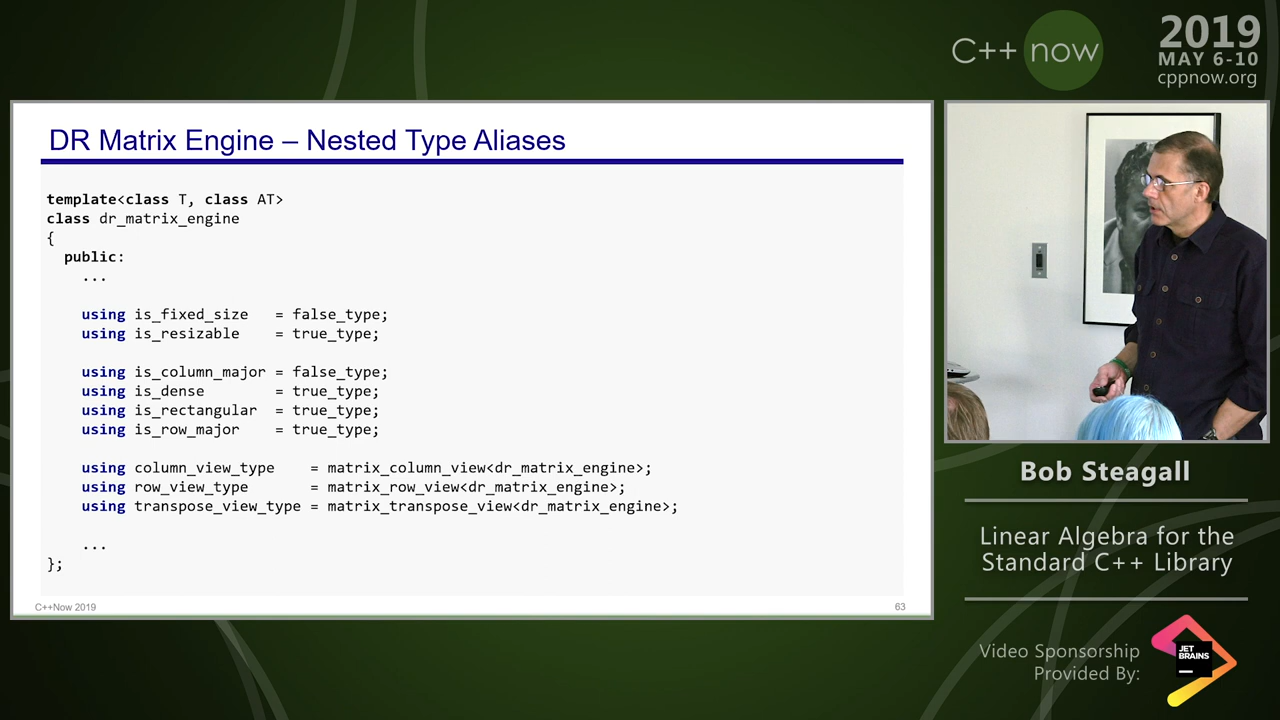 C++ now
2019
MAY 6-10
cppnow.org
DR Matrix Engine – Nested Type Aliases
template<class T, class AT>
class dr_matrix_engine
{
public:
...
using is_fixed_size = false_type;
using is_resizable = true_type;
using is_column_major = false_type;
using is_dense = true_type;
using is_rectangular = true_type;
using is_row_major = true_type;
using column_view_type = matrix_column_view<dr_matrix_engine>;
using row_view_type = matrix_row_view<dr_matrix_engine>;
using transpose_view_type = matrix_transpose_view<dr_matrix_engine>;
...
};
C++Now 2019
63
Bob Steagall
Linear Algebra for the
Standard C++ Library
Video Sponsorship
Provided By:
JET
BRAINS